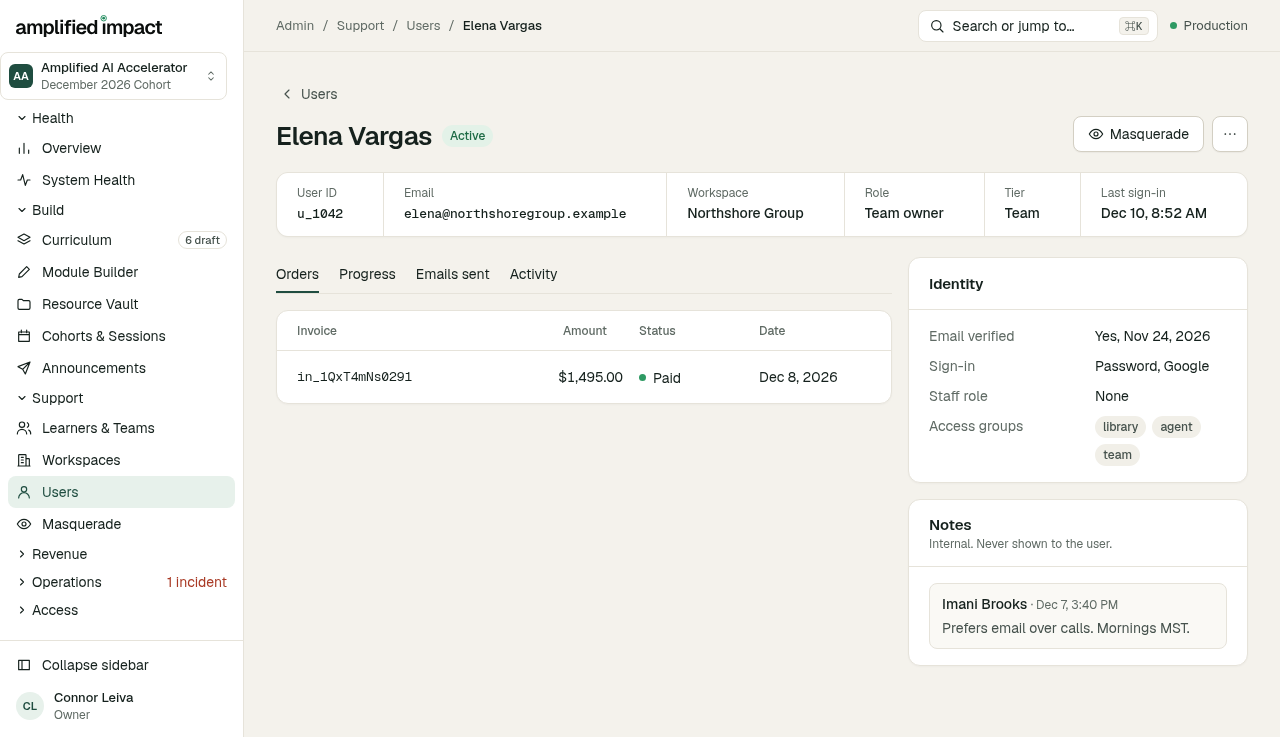 amplified impact
AA
Amplified AI Accelerator
December 2026 Cohort
Health
Overview
System Health
Build
Curriculum
6 draft
Module Builder
Resource Vault
Cohorts & Sessions
Announcements
Support
Learners & Teams
Workspaces
Users
Masquerade
Revenue
Operations
1 incident
Access
Collapse sidebar
CL
Connor Leiva
Owner
Admin / Support / Users / Elena Vargas
Search or jump to…
⌘K
Production
Users
Elena Vargas
Active
Masquerade
···
User ID
u_1042
Email
elena@northshoregroup.example
Workspace
Northshore Group
Role
Team owner
Tier
Team
Last sign-in
Dec 10, 8:52 AM
Orders Progress Emails sent Activity
Invoice Amount Status Date
in_1QxT4mNs0291 $1,495.00 Paid Dec 8, 2026
Identity
Email verified Yes, Nov 24, 2026
Sign-in Password, Google
Staff role None
Access groups library agent
team
Notes
Internal. Never shown to the user.
Imani Brooks · Dec 7, 3:40 PM
Prefers email over calls. Mornings MST.